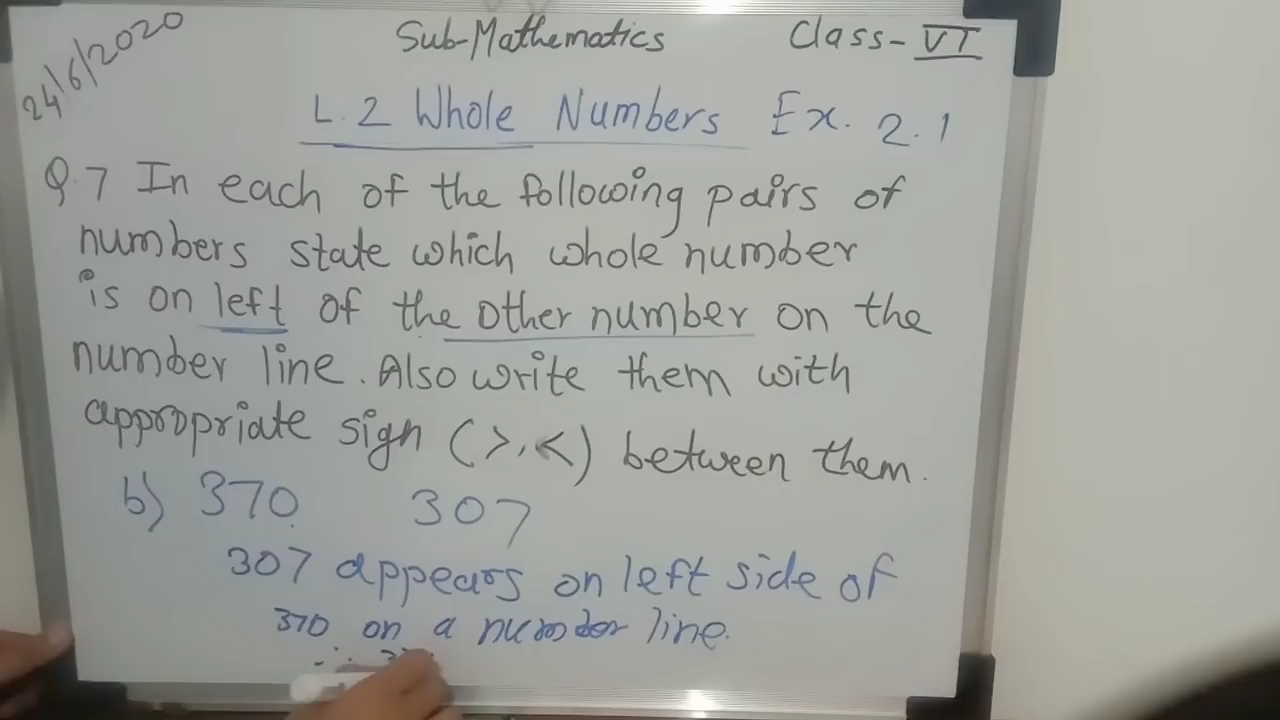 24/6/2020
Sub-Mathematics Class-VI
L.2 Whole Numbers Ex. 2.1
Q.7 In each of the following pairs of
numbers state which whole number
is on left of the other number on the
number line. Also write them with
appropriate sign (>,<) between them.
b) 370 307
307 appears on left side of
370 on a number line.
∴